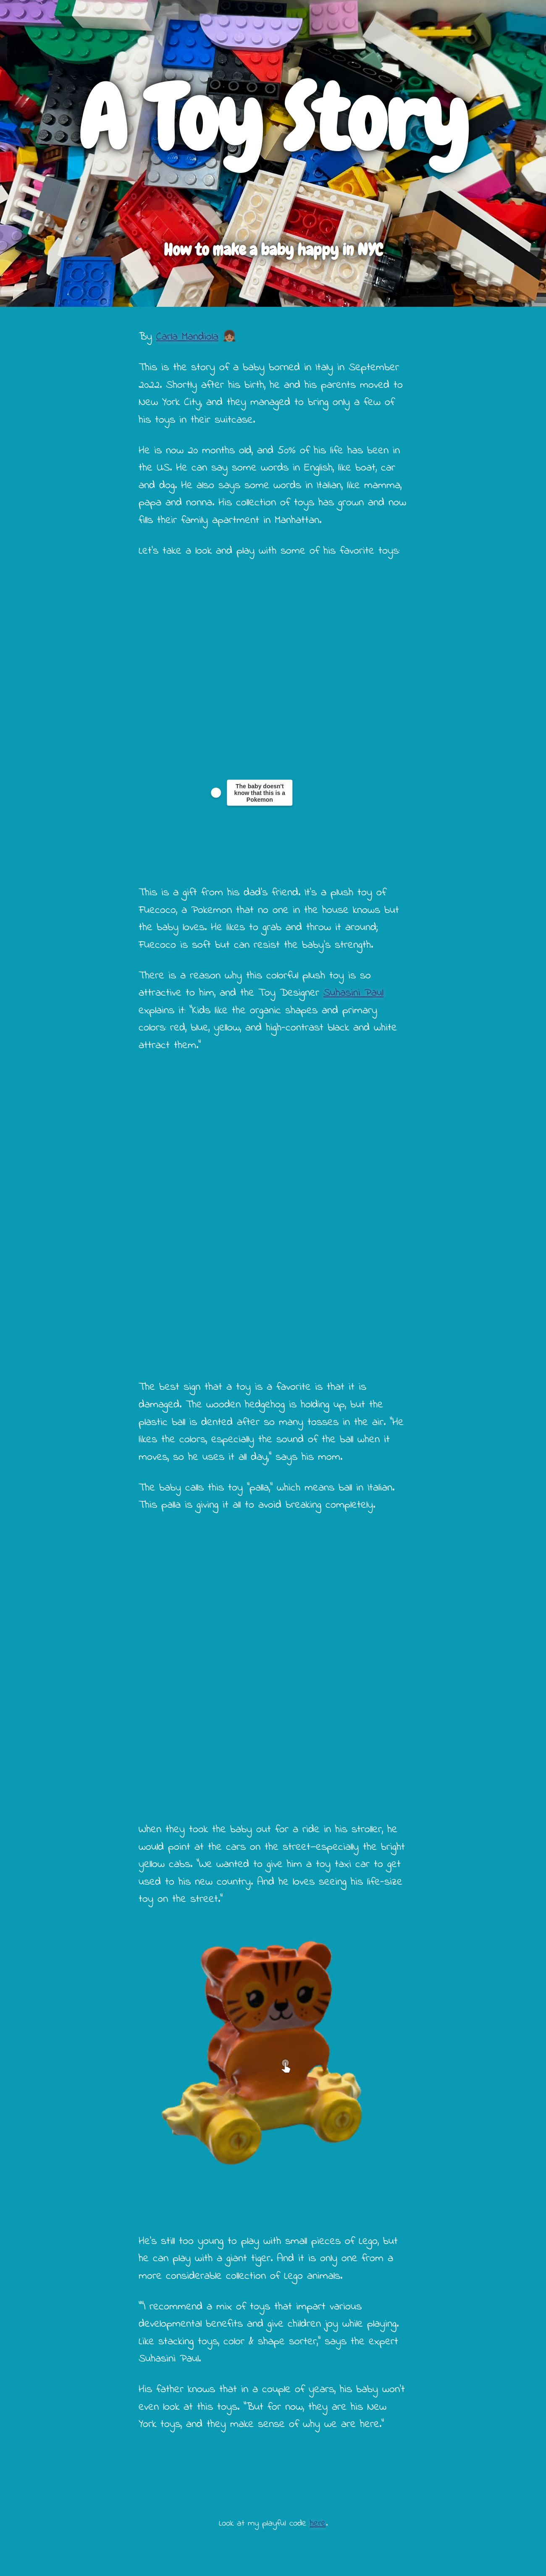 A Toy Story
How to make a baby happy in NYC
By Carla Mandiola 👧🏽
This is the story of a baby borned in Italy in September
2022. Shortly after his birth, he and his parents moved to
New York City, and they managed to bring only a few of
his toys in their suitcase.
He is now 20 months old, and 50% of his life has been in
the US. He can say some words in English, like boat, car
and dog. He also says some words in Italian, like mamma,
papa and nonna. His collection of toys has grown and now
fills their family apartment in Manhattan.
Let's take a look and play with some of his favorite toys:
The baby doesn't
know that this is a
Pokemon
This is a gift from his dad's friend. It's a plush toy of
Fuecoco, a Pokemon that no one in the house knows but
the baby loves. He likes to grab and throw it around;
Fuecoco is soft but can resist the baby's strength.
There is a reason why this colorful plush toy is so
attractive to him, and the Toy Designer Suhasini Paul
explains it: "Kids like the organic shapes and primary
colors: red, blue, yellow, and high-contrast black and white
attract them."
The best sign that a toy is a favorite is that it is
damaged. The wooden hedgehog is holding up, but the
plastic ball is dented after so many tosses in the air. "He
likes the colors, especially the sound of the ball when it
moves, so he uses it all day," says his mom.
The baby calls this toy "palla," which means ball in Italian.
This palla is giving it all to avoid breaking completely.
When they took the baby out for a ride in his stroller, he
would point at the cars on the street—especially the bright
yellow cabs. "We wanted to give him a toy taxi car to get
used to his new country. And he loves seeing his life-size
toy on the street."
He's still too young to play with small pieces of Lego, but
he can play with a giant tiger. And it is only one from a
more considerable collection of Lego animals.
""I recommend a mix of toys that impart various
developmental benefits and give children joy while playing.
Like stacking toys, color & shape sorter," says the expert
Suhasini Paul.
His father knows that in a couple of years, his baby won't
even look at this toys. "But for now, they are his New
York toys, and they make sense of why we are here."
Look at my playful code here.